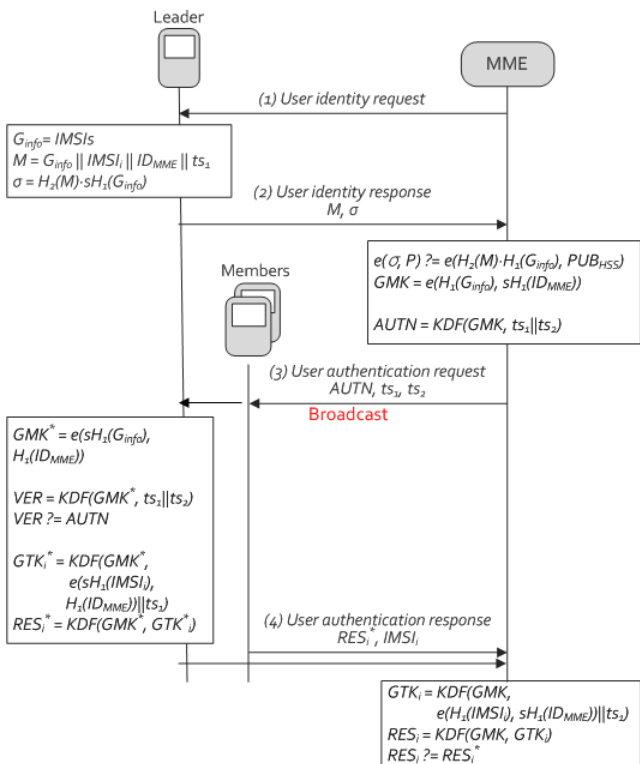 Leader
MME
(1) User identity request
G_info= IMSIs
M = G_info || IMSI_i || ID_MME || ts_1
σ = H_2(M)·sH_1(G_info)
(2) User identity response
M, σ
e(σ, P) ?= e(H_2(M)·H_1(G_info), PUB_HSS)
GMK = e(H_1(G_info), sH_1(ID_MME))
AUTN = KDF(GMK, ts_1||ts_2)
Members
(3) User authentication request
AUTN, ts_1, ts_2
Broadcast
GMK* = e(sH_1(G_info),
H_1(ID_MME))
VER = KDF(GMK*, ts_1||ts_2)
VER ?= AUTN
GTK_i* = KDF(GMK*,
e(sH_1(IMSI_i),
H_1(ID_MME))||ts_1)
RES_i* = KDF(GMK*, GTK*_i)
(4) User authentication response
RES_i*, IMSI_i
GTK_i = KDF(GMK,
e(H_1(IMSI_i), sH_1(ID_MME))||ts_1)
RES_i = KDF(GMK, GTK_i)
RES_i ?= RES_i*